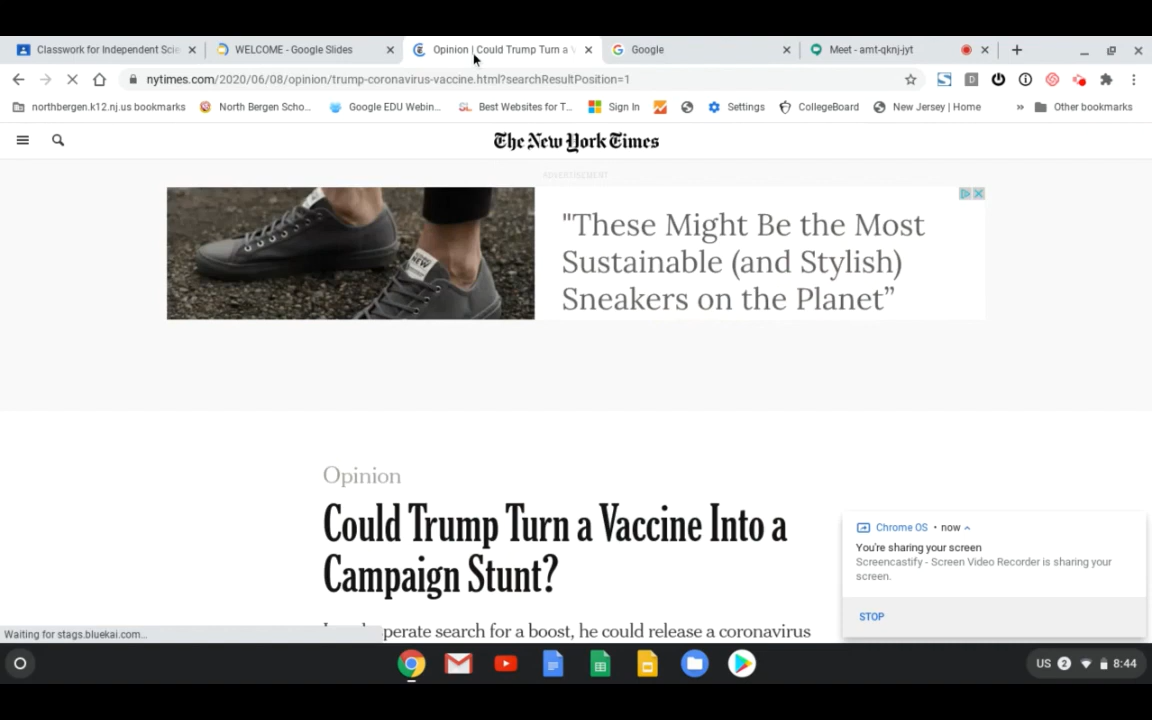 Classwork for Independent Scie
WELCOME - Google Slides
Opinion | Could Trump Turn a V
Google
Meet - amt-qknj-jyt
nytimes.com/2020/06/08/opinion/trump-coronavirus-vaccine.html?searchResultPosition=1
northbergen.k12.nj.us bookmarks
North Bergen Scho...
Google EDU Webin...
SL
Best Websites for T...
Sign In
Settings
CollegeBoard
New Jersey | Home
»
Other bookmarks
The New York Times
ADVERTISEMENT
"These Might Be the Most
Sustainable (and Stylish)
Sneakers on the Planet”
Opinion
Could Trump Turn a Vaccine Into a
Campaign Stunt?
perate search for a boost, he could release a coronavirus
Chrome OS • now
You're sharing your screen
Screencastify - Screen Video Recorder is sharing your
screen.
STOP
Waiting for stags.bluekai.com...
US 2 8:44